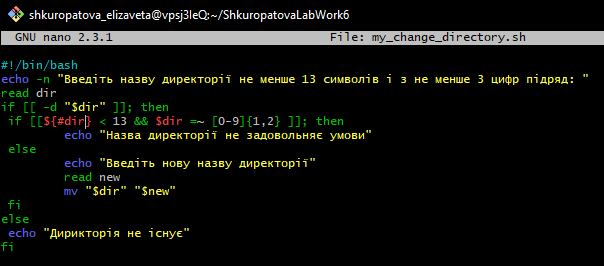 shkuropatova_elizaveta@vpsj3IeQ:~/ShkuropatovaLabWork6
GNU nano 2.3.1 File: my_change_directory.sh
#!/bin/bash
echo -n "Введіть назву директорії не менше 13 символів і з не менше 3 цифр підряд: "
read dir
if [[ -d "$dir" ]]; then
if [[${#dir} < 13 && $dir =~ [0-9]{1,2} ]]; then
echo "Назва директорії не задовольняє умови"
else
echo "Введіть нову назву директорії"
read new
mv "$dir" "$new"
fi
else
echo "Дирикторія не існує"
fi